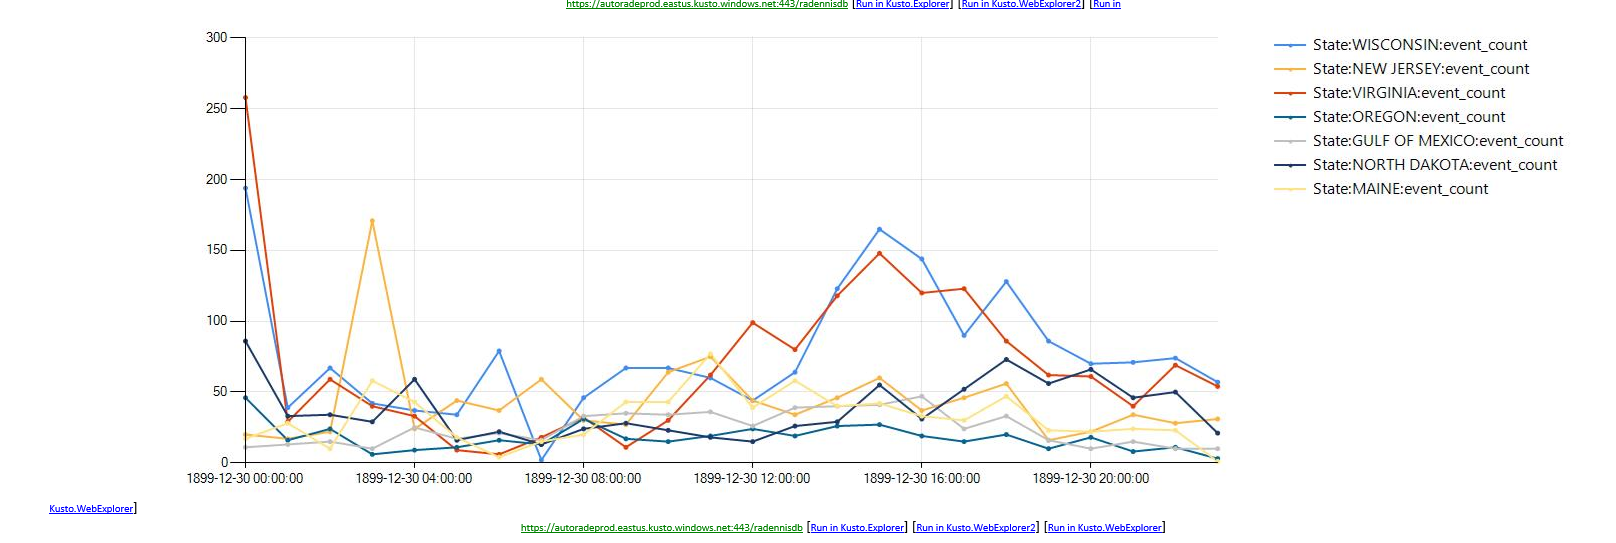 https://autoradeprod.eastus.kusto.windows.net:443/radennisdb [Run in Kusto.Explorer] [Run in Kusto.WebExplorer2] [Run in
300
250
200
150
100
50
0
1899-12-30 00:00:00 1899-12-30 04:00:00 1899-12-30 08:00:00 1899-12-30 12:00:00 1899-12-30 16:00:00 1899-12-30 20:00:00
State:WISCONSIN:event_count
State:NEW JERSEY:event_count
State:VIRGINIA:event_count
State:OREGON:event_count
State:GULF OF MEXICO:event_count
State:NORTH DAKOTA:event_count
State:MAINE:event_count
Kusto.WebExplorer]
https://autoradeprod.eastus.kusto.windows.net:443/radennisdb [Run in Kusto.Explorer] [Run in Kusto.WebExplorer2] [Run in Kusto.WebExplorer]